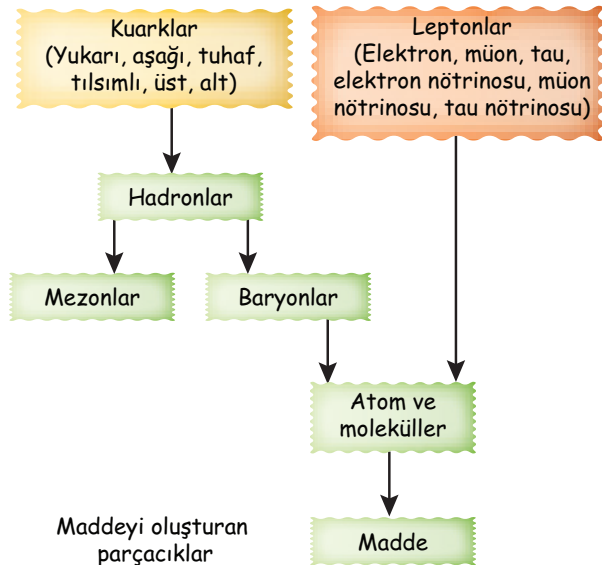 Kuarklar
(Yukarı, aşağı, tuhaf,
tılsımlı, üst, alt)
Leptonlar
(Elektron, müon, tau,
elektron nötrinosu, müon
nötrinosu, tau nötrinosu)
Hadronlar
Mezonlar
Baryonlar
Atom ve
moleküller
Maddeyi oluşturan
parçacıklar
Madde